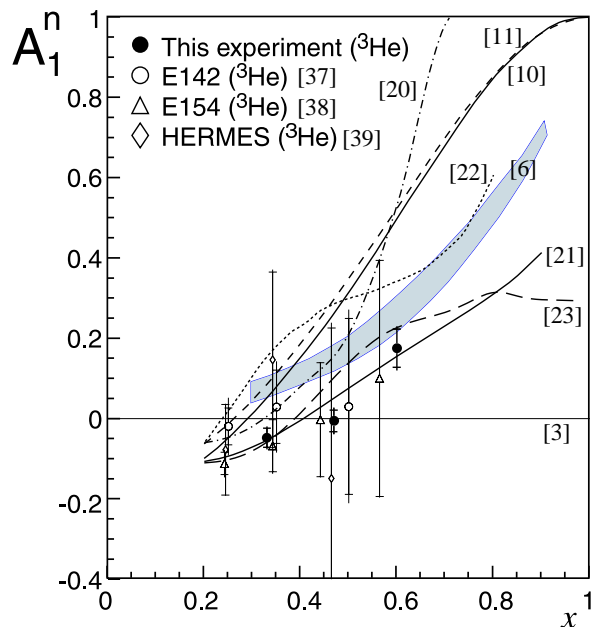 A₁ⁿ
1
0.8
0.6
0.4
0.2
0
-0.2
-0.4
This experiment (³He)
E142 (³He) [37]
E154 (³He) [38]
HERMES (³He) [39]
[20]
[11]
[10]
[22]
[6]
[21]
[23]
[3]
0 0.2 0.4 0.6 0.8 1
x